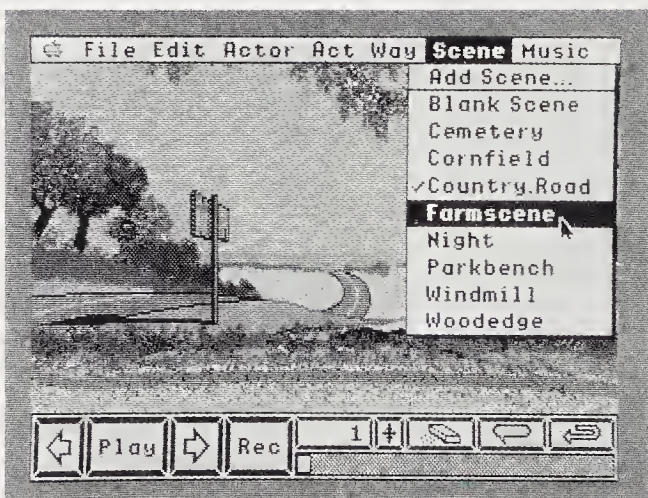 File Edit Actor Act Way Scene Music
Add Scene...
Blank Scene
Cemetery
Cornfield
✓Country.Road
Farmscene
Night
Parkbench
Windmill
Woodedge
Play Rec 1